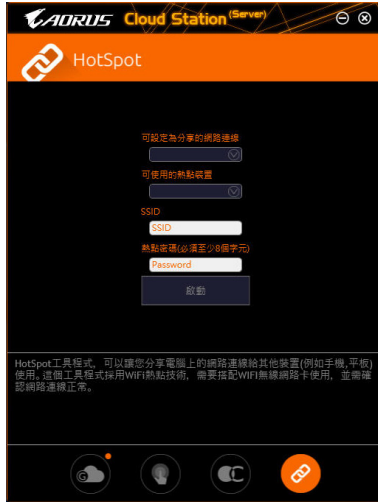 AORUS Cloud Station (Server)
HotSpot
可設定為分享的網路連線
可使用的熱點裝置
SSID
SSID
熱點密碼(必須至少8個字元)
Password
啟動
HotSpot工具程式, 可以讓您分享電腦上的網路連線給其他裝置(例如手機,平板)
使用。這個工具程式採用WiFi熱點技術, 需要搭配WIFI無線網路卡使用, 並需確
認網路連線正常。
G